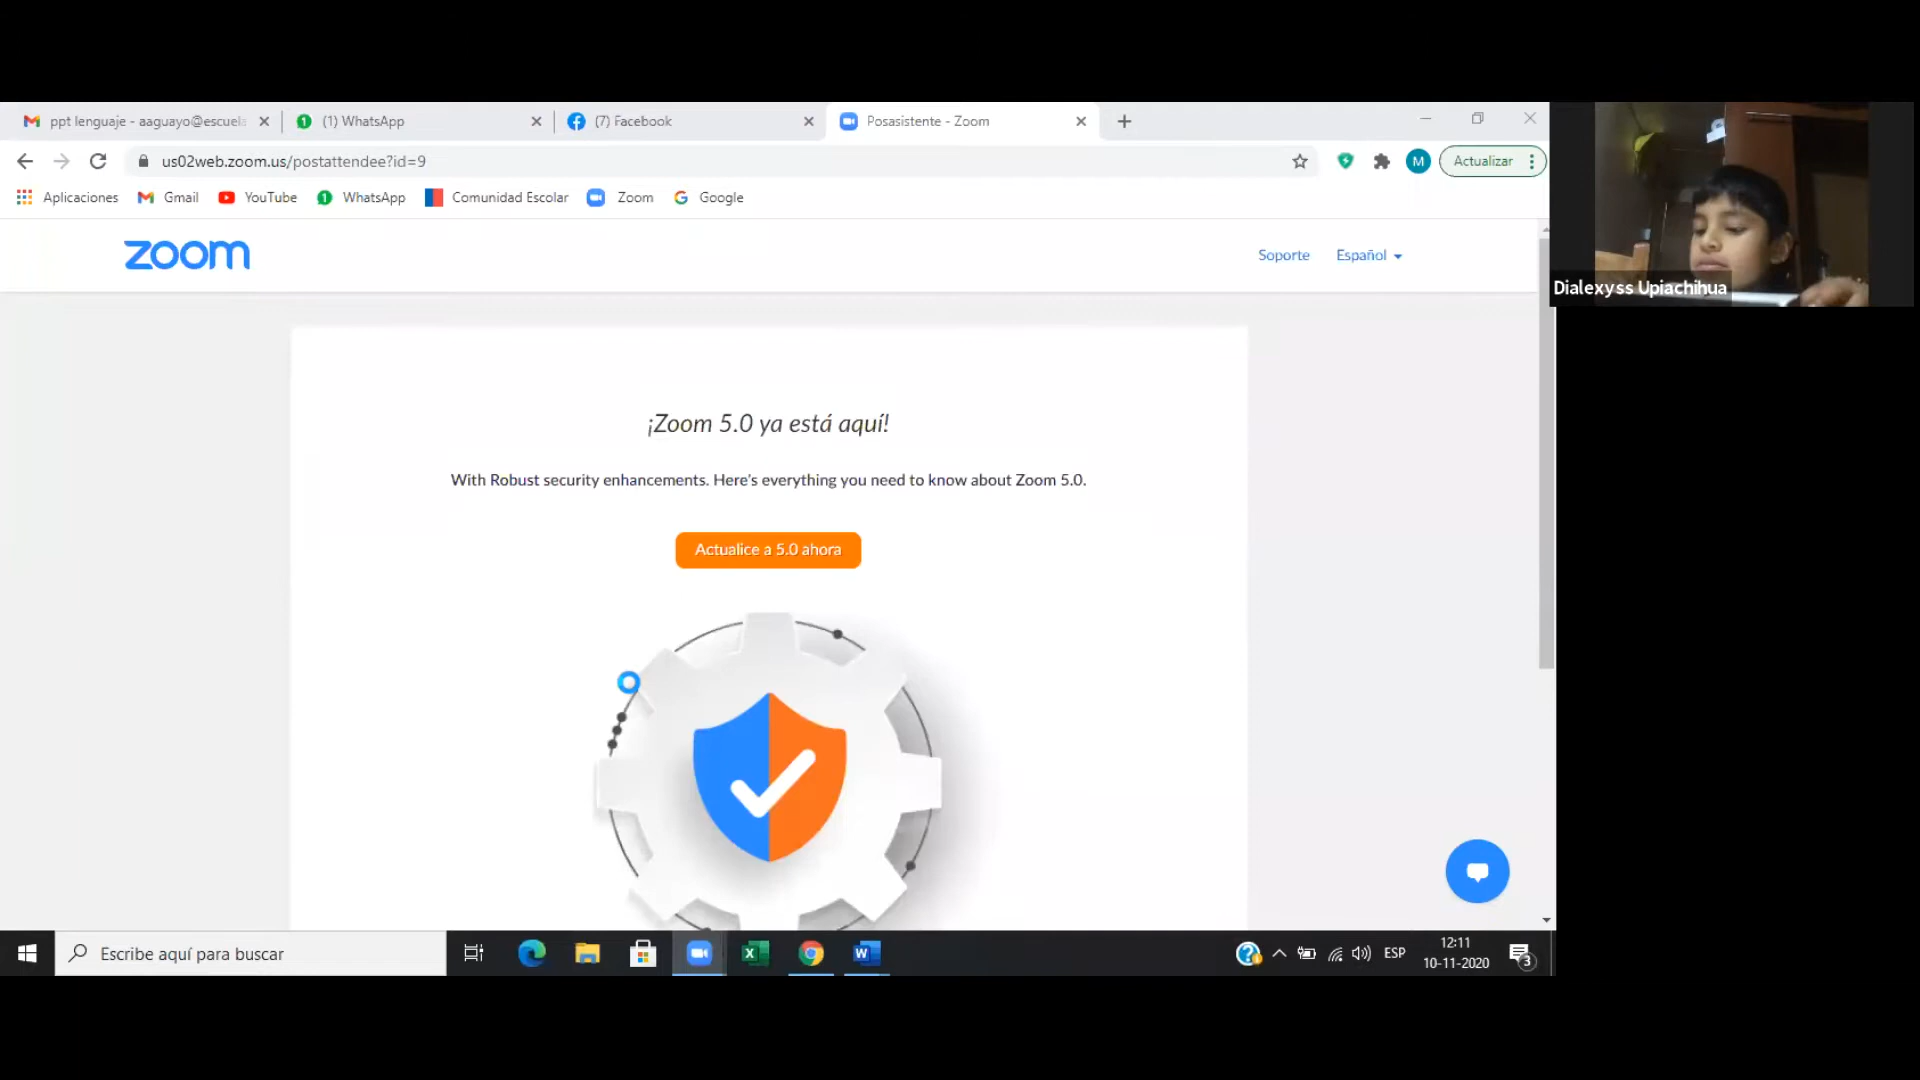 ppt lenguaje - aaguayo@escuela
(1) WhatsApp
(7) Facebook
Posasistente - Zoom
us02web.zoom.us/postattendee?id=9
M
Actualizar
Aplicaciones
Gmail
YouTube
1
WhatsApp
Comunidad Escolar
Zoom
Google
zoom
Soporte
Español
Dialexyss Upiachihua
¡Zoom 5.0 ya está aquí!
With Robust security enhancements. Here's everything you need to know about Zoom 5.0.
Actualice a 5.0 ahora
Escribe aquí para buscar
ESP
12:11
10-11-2020
3